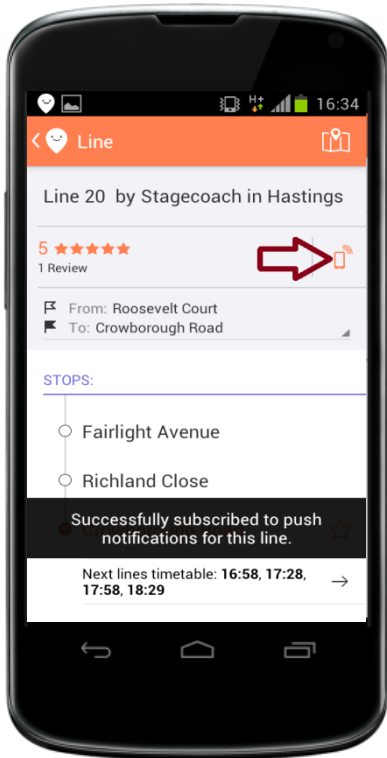 H+ 16:34
Line
Line 20 by Stagecoach in Hastings
5
1 Review
From: Roosevelt Court
To: Crowborough Road
STOPS:
Fairlight Avenue
Richland Close
Successfully subscribed to push
notifications for this line.
Next lines timetable: 16:58, 17:28,
17:58, 18:29